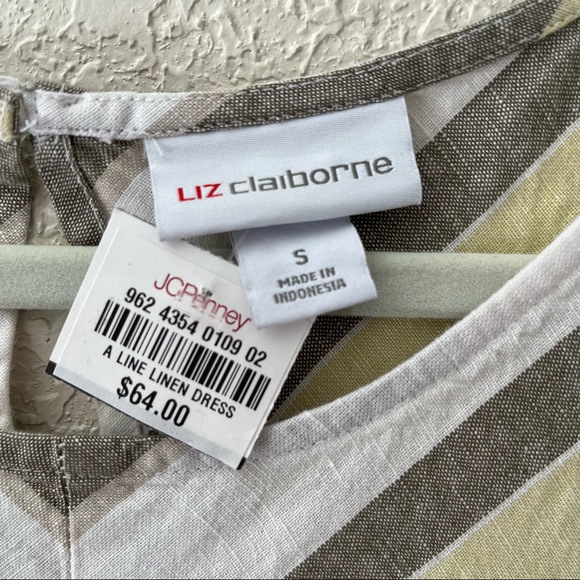 LIZ claiborne
S
MADE IN
INDONESIA
JCPenney
962 4354 0109 02
A LINE LINEN DRESS
$64.00